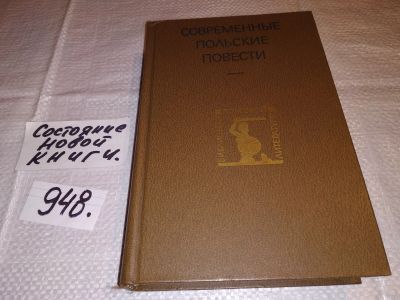 СОВРЕМЕННЫЕ
ПОЛЬСКИЕ
ПОВЕСТИ
Состояние
новой
книги.
948.